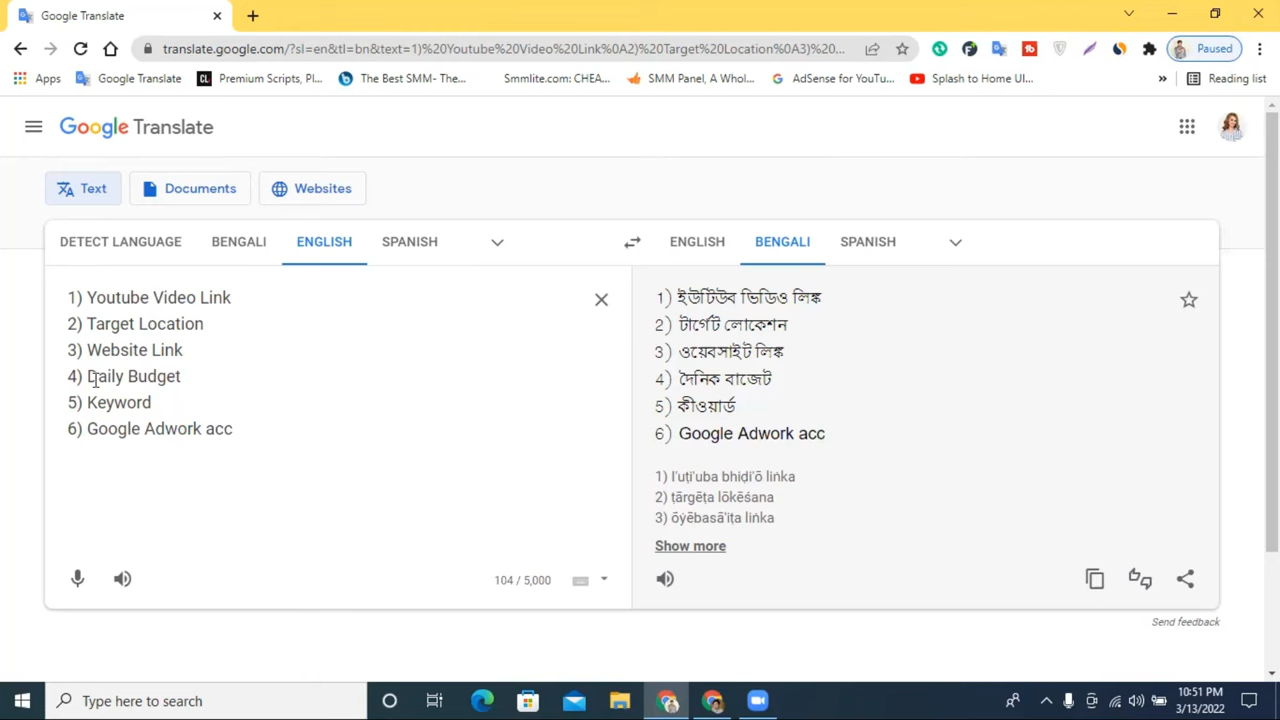 Google Translate
translate.google.com/?sl=en&tl=bn&text=1)%20Youtube%20Video%20Link%0A2)%20Target%20Location%0A3)%20...
Paused
Apps
Google Translate
Premium Scripts, Pl...
The Best SMM- The...
Smmlite.com: CHEA...
SMM Panel, A Whol...
AdSense for YouTu...
Splash to Home UI...
»
Reading list
Google Translate
Text
Documents
Websites
DETECT LANGUAGE
BENGALI
ENGLISH
SPANISH
ENGLISH
BENGALI
SPANISH
1) Youtube Video Link
2) Target Location
3) Website Link
4) Daily Budget
5) Keyword
6) Google Adwork acc
104 / 5,000
1) ইউটিউব ভিডিও লিঙ্ক
2) টার্গেট লোকেশন
3) ওয়েবসাইট লিঙ্ক
4) দৈনিক বাজেট
5) কীওয়ার্ড
6) Google Adwork acc
1) I'uṭi'uba bhiḍi'ō liṅka
2) ṭārgēṭa lōkēśana
3) ōẏēbasā'iṭa liṅka
Show more
Send feedback
Type here to search
10:51 PM
3/13/2022